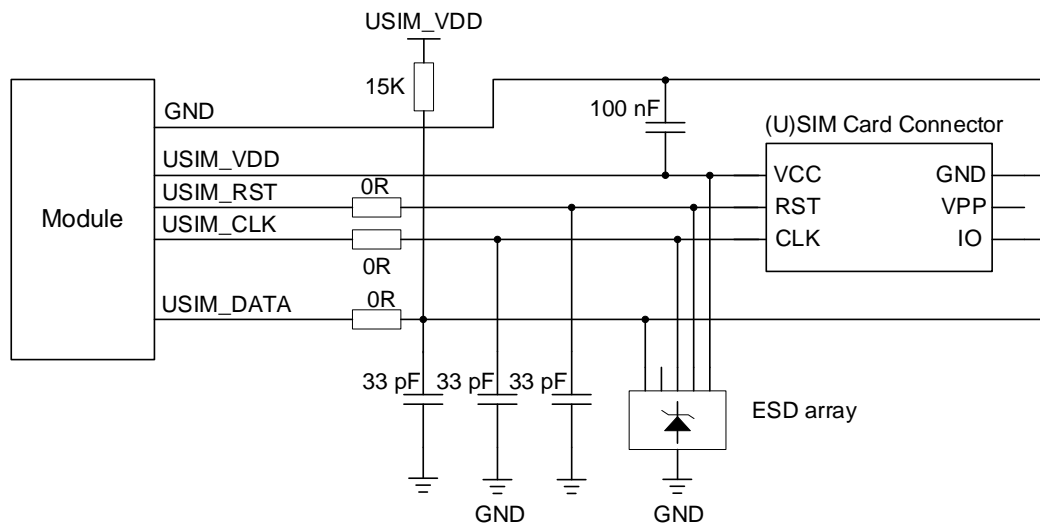 USIM_VDD
15K
GND
100 nF
(U)SIM Card Connector
USIM_VDD
VCC
GND
USIM_RST
0R
RST
VPP
Module
USIM_CLK
CLK
IO
0R
USIM_DATA
0R
33 pF
33 pF
33 pF
ESD array
GND
GND